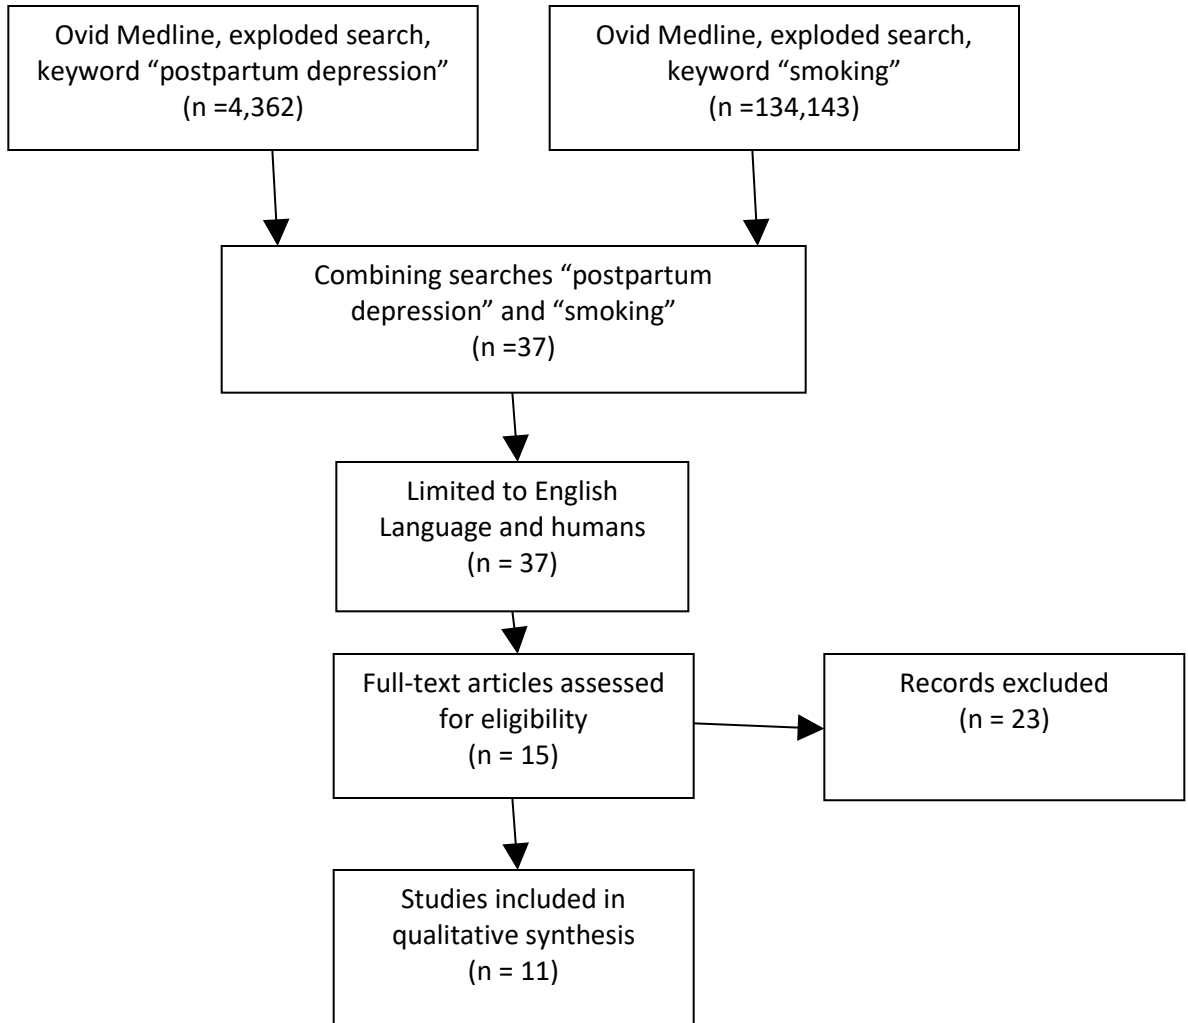 Ovid Medline, exploded search,
keyword “postpartum depression”
(n =4,362)
Ovid Medline, exploded search,
keyword “smoking”
(n =134,143)
Combining searches “postpartum
depression” and “smoking”
(n =37)
Limited to English
Language and humans
(n = 37)
Full-text articles assessed
for eligibility
(n = 15)
Records excluded
(n = 23)
Studies included in
qualitative synthesis
(n = 11)